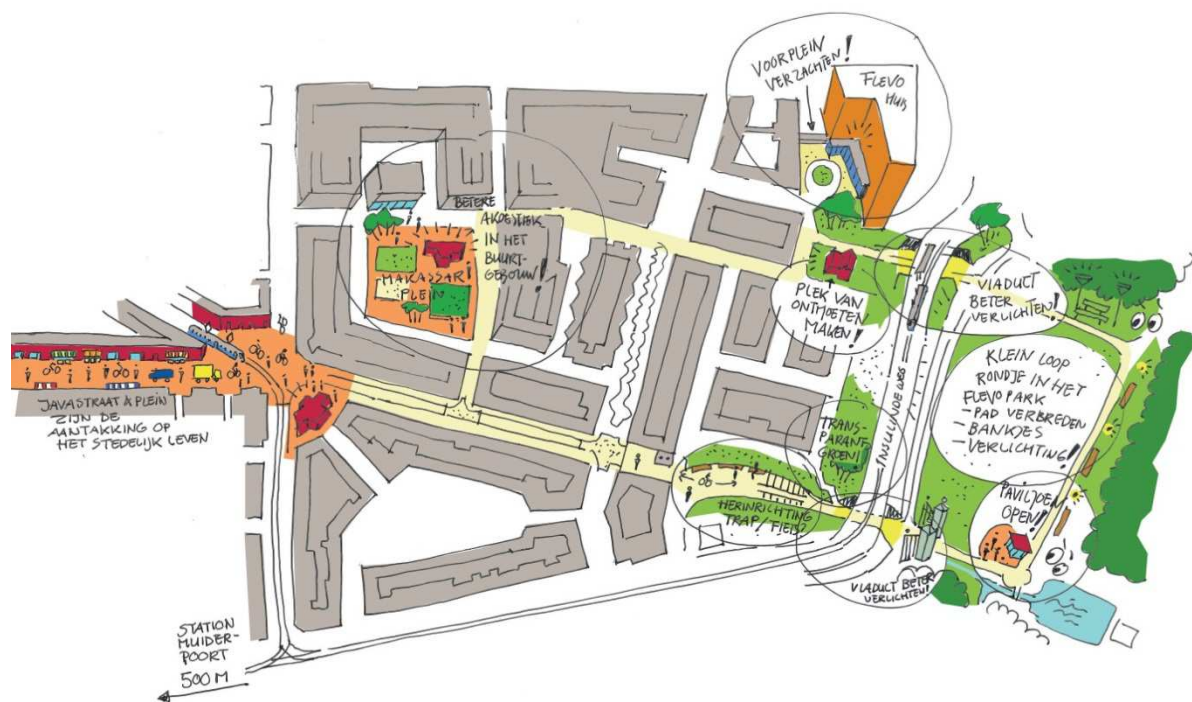 VOORPLEIN
VERZACHTEN!
FLEVO
HUIS
BETERE
AKOESTIEK
IN HET
BUURT-
GEBOUW!
MAKASSAR
PLEIN
PLEK VAN
ONTMOETEN
MAKEN!
VIADUCT
BETER
VERLICHTEN!
KLEIN LOOP
RONDJE IN HET
FLEVOPARK
- PAD VERBREDEN
- BANKJES
- VERLICHTING!
JAVASTRAAT & PLEIN
ZIJN DE
AANTAKKING OP
HET STEDELIJK LEVEN
TRANS-
PARANT
GROEN!
INSULINDEWEG
PAVILJOEN
OPEN!
HERINRICHTING
TRAP/FIETS?
VIADUCT BETER
VERLICHTEN!
STATION
MUIDER-
POORT
500 M